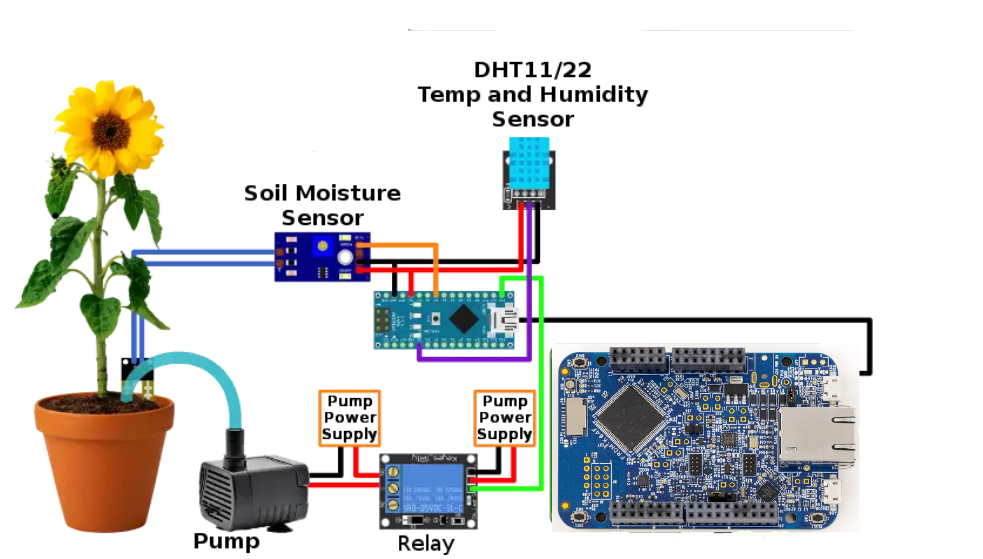 DHT11/22
Temp and Humidity
Sensor
Soil Moisture
Sensor
Pump
Power
Supply
Pump
Power
Supply
Pump
Relay